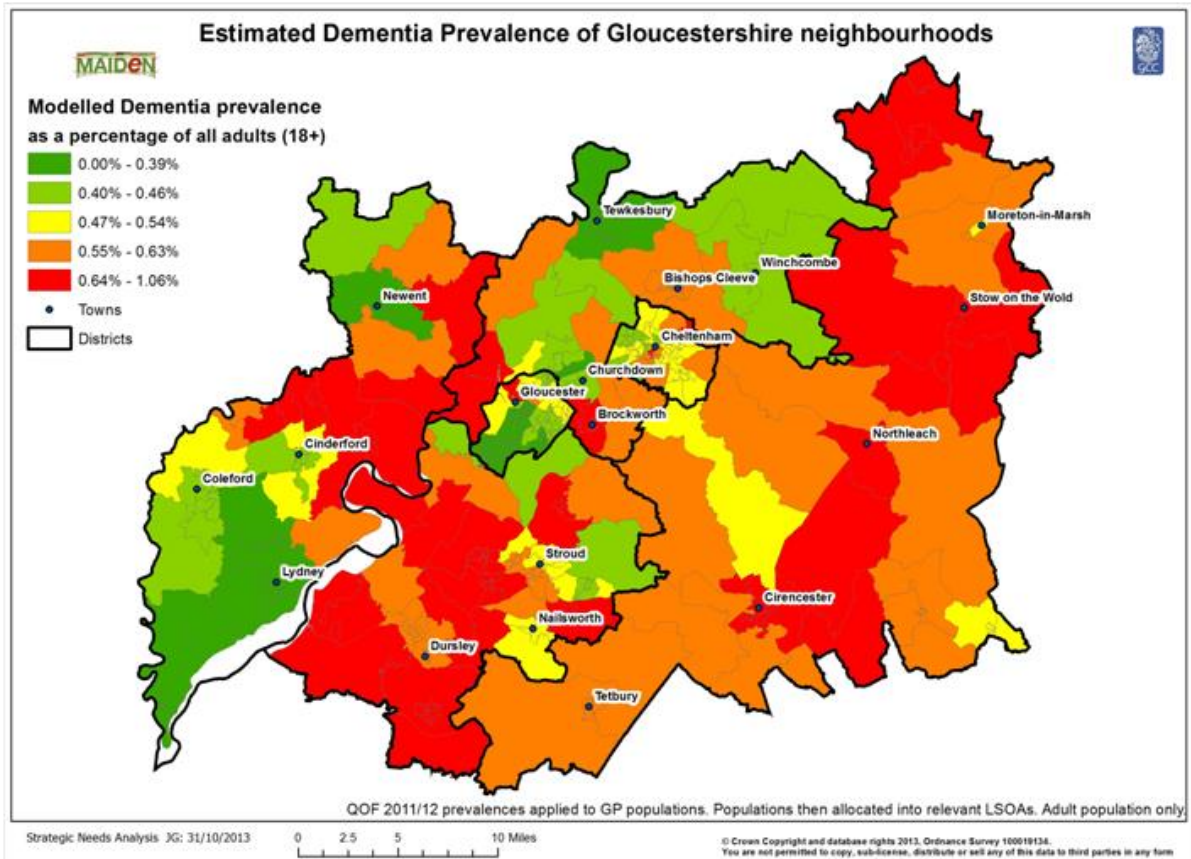 Estimated Dementia Prevalence of Gloucestershire neighbourhoods
MAIDeN
GCC
Modelled Dementia prevalence
as a percentage of all adults (18+)
0.00% - 0.39%
0.40% - 0.46%
0.47% - 0.54%
0.55% - 0.63%
0.64% - 1.06%
Towns
Districts
Tewkesbury
Moreton-in-Marsh
Winchcombe
Bishops Cleeve
Newent
Stow on the Wold
Cheltenham
Churchdown
Gloucester
Brockworth
Northleach
Cinderford
Coleford
Stroud
Lydney
Cirencester
Nailsworth
Dursley
Tetbury
QOF 2011/12 prevalences applied to GP populations. Populations then allocated into relevant LSOAs. Adult population only.
Strategic Needs Analysis JG: 31/10/2013
0 2.5 5 10 Miles
© Crown Copyright and database rights 2013, Ordnance Survey 100019134.
You are not permitted to copy, sub-license, distribute or sell any of this data to third parties in any form